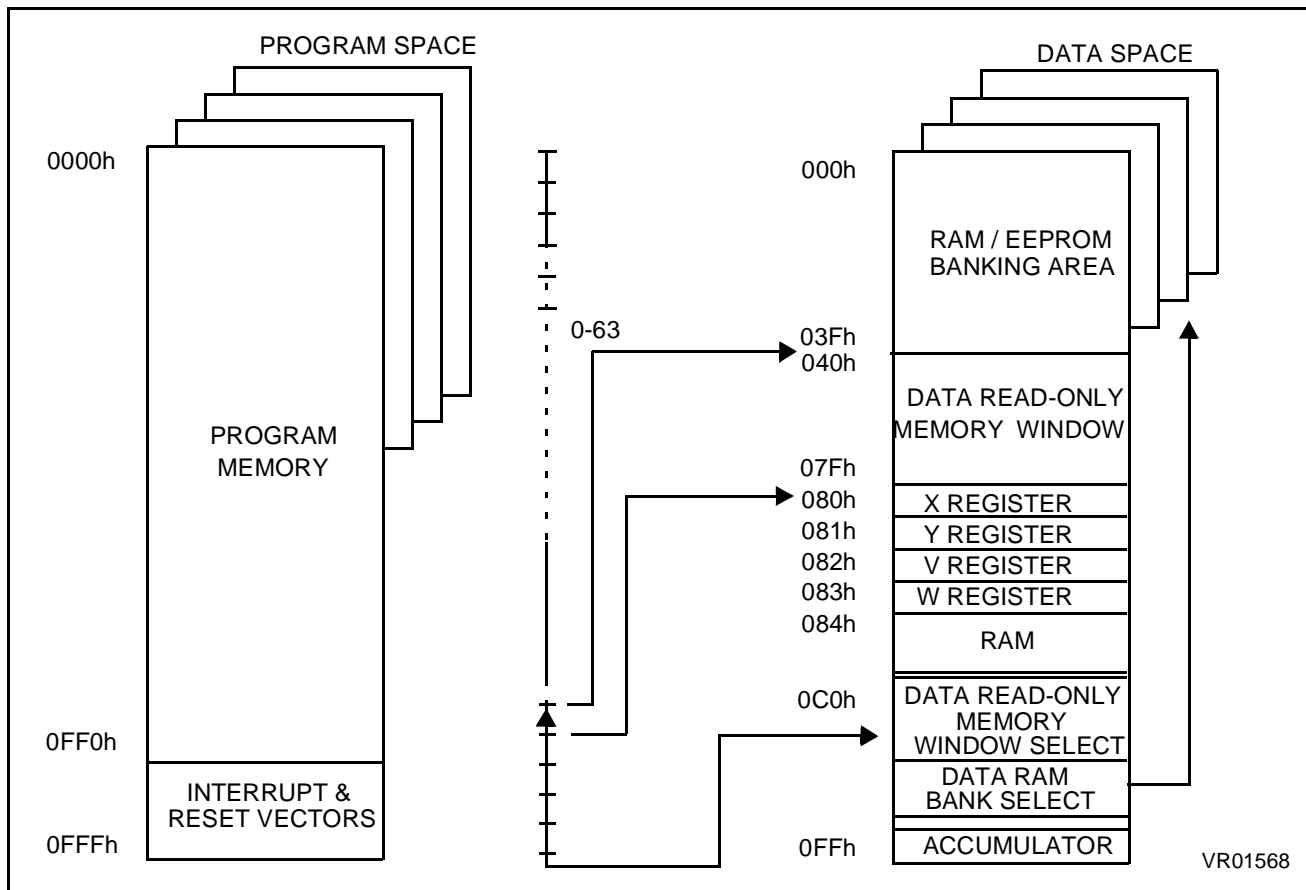 PROGRAM SPACE
0000h
PROGRAM
MEMORY
0FF0h
INTERRUPT &
RESET VECTORS
0FFFh
0-63
DATA SPACE
000h
RAM / EEPROM
BANKING AREA
03Fh
040h
DATA READ-ONLY
MEMORY WINDOW
07Fh
080h
X REGISTER
081h
Y REGISTER
082h
V REGISTER
083h
W REGISTER
084h
RAM
0C0h
DATA READ-ONLY
MEMORY
WINDOW SELECT
DATA RAM
BANK SELECT
0FFh
ACCUMULATOR
VR01568